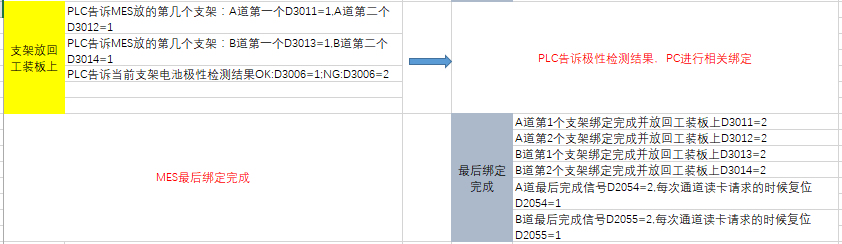 支架放回
工装板上
PLC告诉MES放的第几个支架：A道第一个D3011=1,A道第二个
D3012=1
PLC告诉MES放的第几个支架：B道第一个D3013=1,B道第二个
D3014=1
PLC告诉当前支架电池极性检测结果OK:D3006=1;NG:D3006=2
PLC告诉极性检测结果、PC进行相关绑定
MES最后绑定完成
最后绑定
完成
A道第1个支架绑定完成并放回工装板上D3011=2
A道第2个支架绑定完成并放回工装板上D3012=2
B道第1个支架绑定完成并放回工装板上D3013=2
B道第2个支架绑定完成并放回工装板上D3014=2
A道最后完成信号D2054=2,每次通道读卡请求的时候复位
D2054=1
B道最后完成信号D2055=2,每次通道读卡请求的时候复位
D2055=1